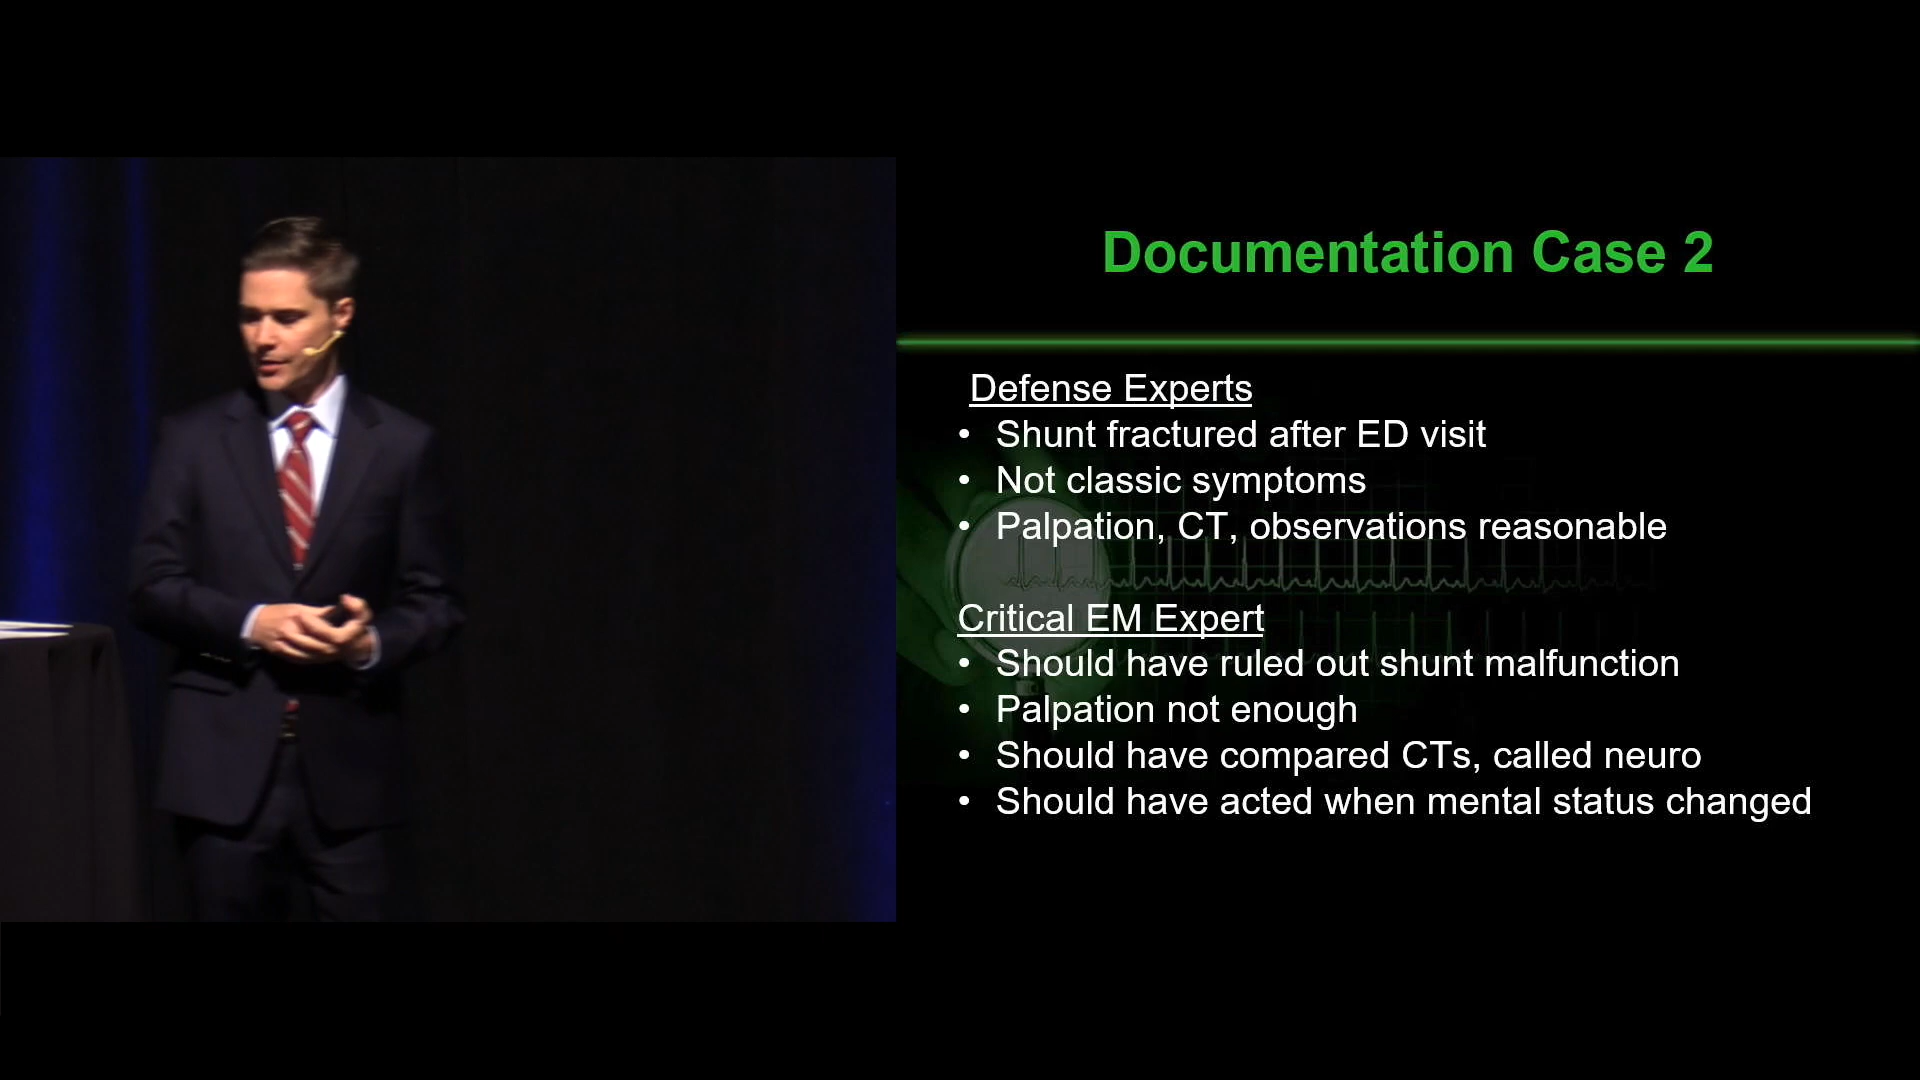 Documentation Case 2
Defense Experts
• Shunt fractured after ED visit
• Not classic symptoms
• Palpation, CT, observations reasonable
Critical EM Expert
• Should have ruled out shunt malfunction
• Palpation not enough
• Should have compared CTs, called neuro
• Should have acted when mental status changed